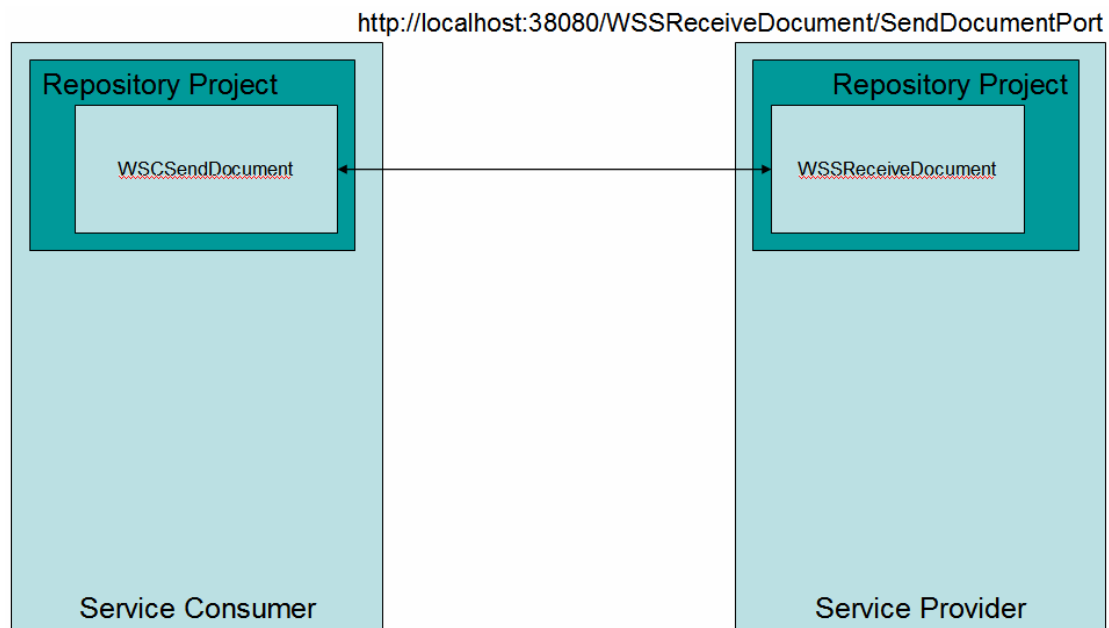 http://localhost:38080/WSSReceiveDocument/SendDocumentPort
Repository Project
WSCSendDocument
Service Consumer
Repository Project
WSSReceiveDocument
Service Provider